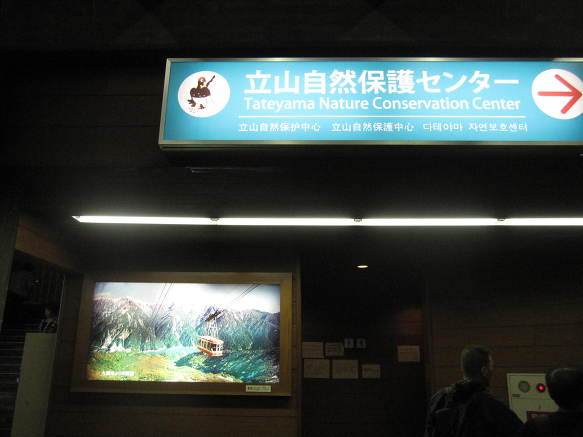 立山自然保護センター
Tateyama Nature Conservation Center
立山自然保护中心 立山自然保護中心 다테야마 자연보호센터